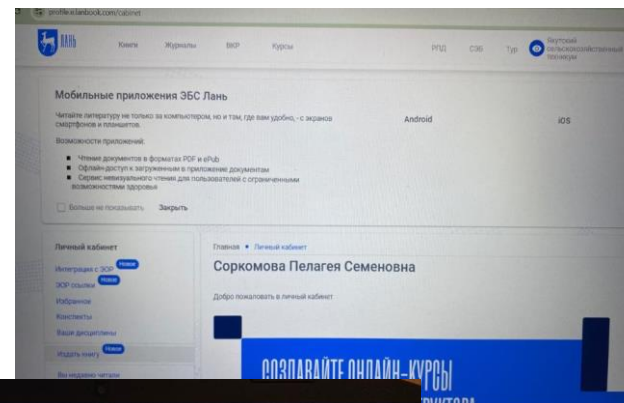 profile.e.lanbook.com/cabinet
ЛАНЬ Книги Журналы ВКР Курсы РПД СЭБ Тур Якутский сельскохозяйственный техникум
Мобильные приложения ЭБС Лань
Читайте литературу не только за компьютером, но и там, где вам удобно, - с экранов
смартфонов и планшетов.
Android iOS
Возможности приложений:
Чтение документов в форматах PDF и ePub
Офлайн-доступ к загруженным в приложение документам
Сервис невизуального чтения для пользователей с ограниченными
возможностями здоровья
Больше не показывать Закрыть
Личный кабинет
Интеграция с ЭОР Новое
ЭОР ссылки Новое
Избранное
Конспекты
Ваши дисциплины
Издать книгу Новое
Вы недавно читали
Главная Личный кабинет
Соркомова Пелагея Семеновна
Добро пожаловать в личный кабинет
СОЗДАВАЙТЕ ОНЛАЙН-КУРСЫ